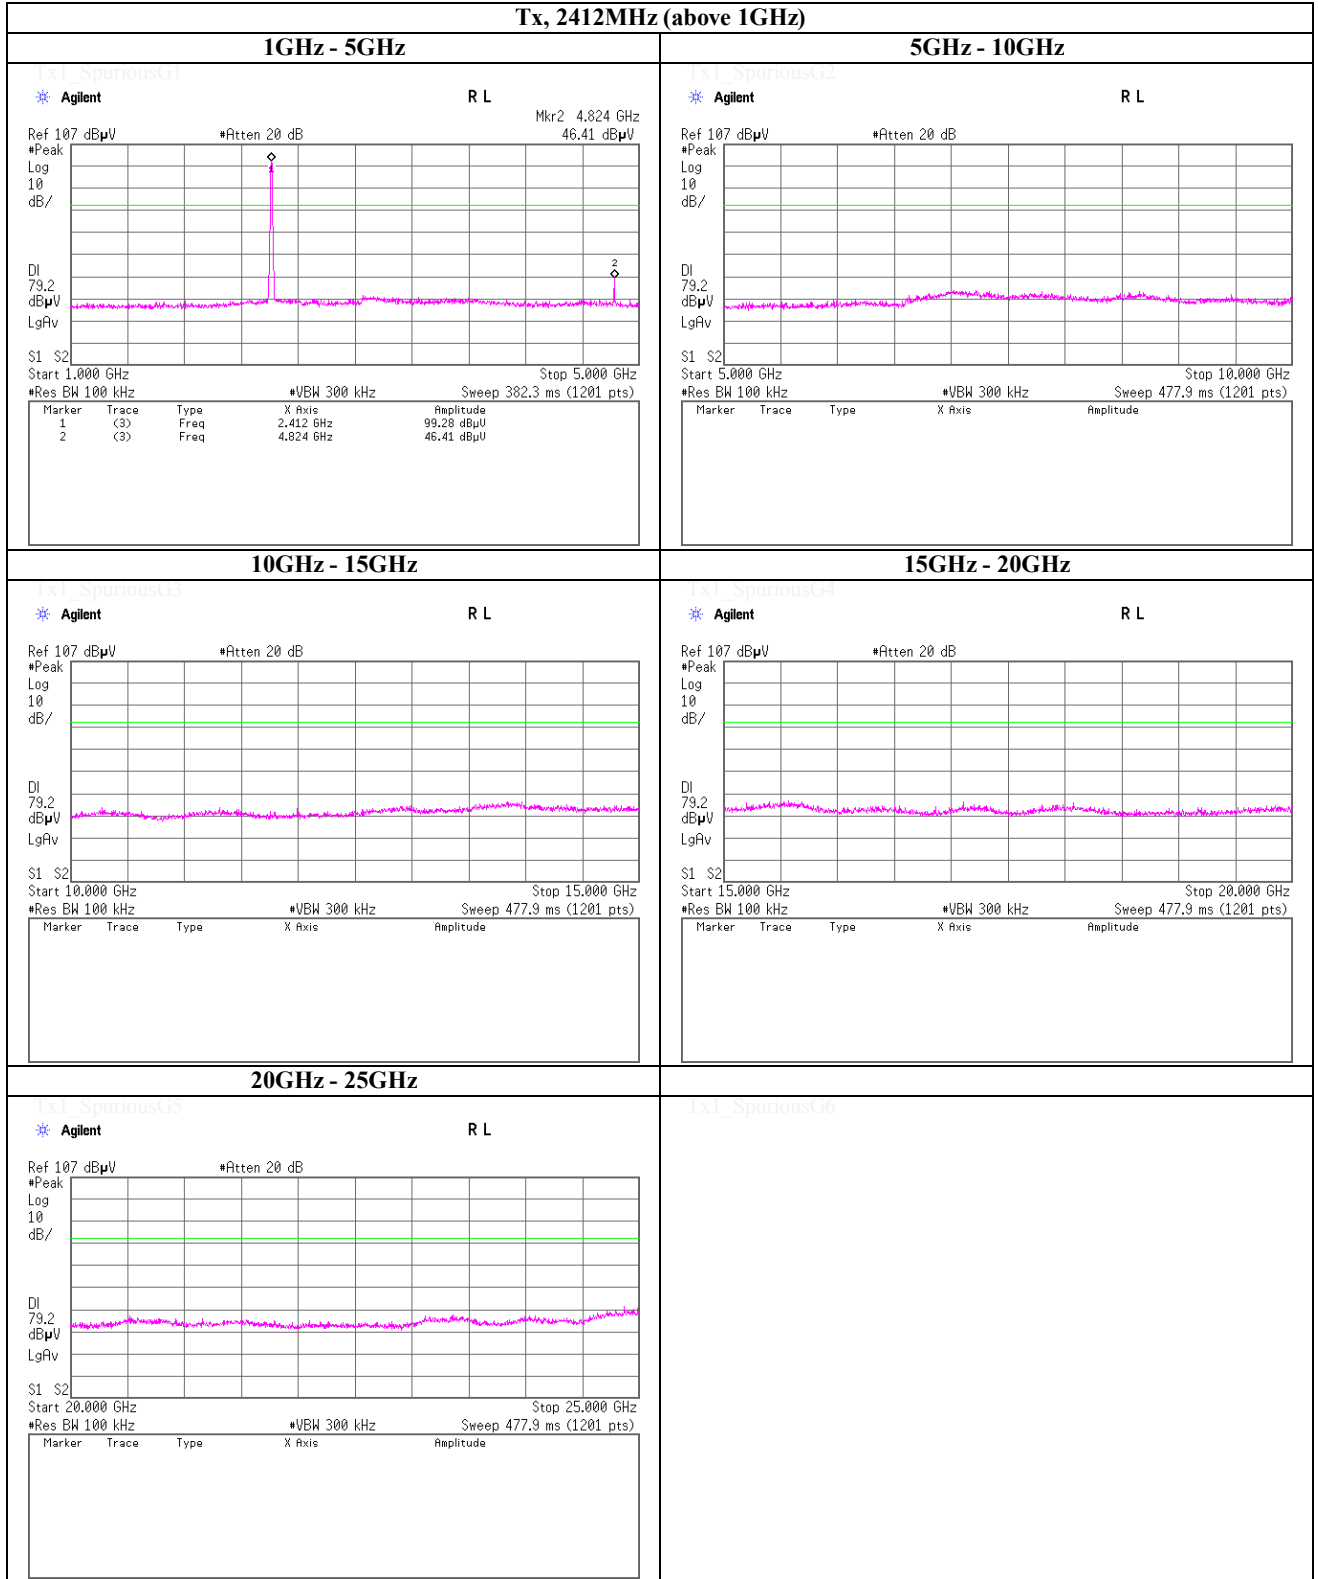 Tx, 2412MHz (above 1GHz)
1GHz - 5GHz
5GHz - 10GHz
Tx1_SpuriousG1
Agilent
R L
Mkr2 4.824 GHz
Ref 107 dBµV #Atten 20 dB 46.41 dBµV
#Peak
Log
10
dB/
1
2
DI
79.2
dBµV
LgAv
S1 S2
Start 1.000 GHz Stop 5.000 GHz
#Res BW 100 kHz #VBW 300 kHz Sweep 382.3 ms (1201 pts)
Marker Trace Type X Axis Amplitude
1 (3) Freq 2.412 GHz 99.28 dBµV
2 (3) Freq 4.824 GHz 46.41 dBµV
Tx1_SpuriousG2
Agilent
R L
Ref 107 dBµV #Atten 20 dB
#Peak
Log
10
dB/
DI
79.2
dBµV
LgAv
S1 S2
Start 5.000 GHz Stop 10.000 GHz
#Res BW 100 kHz #VBW 300 kHz Sweep 477.9 ms (1201 pts)
Marker Trace Type X Axis Amplitude
10GHz - 15GHz
15GHz - 20GHz
Tx1_SpuriousG3
Agilent
R L
Ref 107 dBµV #Atten 20 dB
#Peak
Log
10
dB/
DI
79.2
dBµV
LgAv
S1 S2
Start 10.000 GHz Stop 15.000 GHz
#Res BW 100 kHz #VBW 300 kHz Sweep 477.9 ms (1201 pts)
Marker Trace Type X Axis Amplitude
Tx1_SpuriousG4
Agilent
R L
Ref 107 dBµV #Atten 20 dB
#Peak
Log
10
dB/
DI
79.2
dBµV
LgAv
S1 S2
Start 15.000 GHz Stop 20.000 GHz
#Res BW 100 kHz #VBW 300 kHz Sweep 477.9 ms (1201 pts)
Marker Trace Type X Axis Amplitude
20GHz - 25GHz
Tx1_SpuriousG5
Agilent
R L
Ref 107 dBµV #Atten 20 dB
#Peak
Log
10
dB/
DI
79.2
dBµV
LgAv
S1 S2
Start 20.000 GHz Stop 25.000 GHz
#Res BW 100 kHz #VBW 300 kHz Sweep 477.9 ms (1201 pts)
Marker Trace Type X Axis Amplitude
Tx1_SpuriousG6